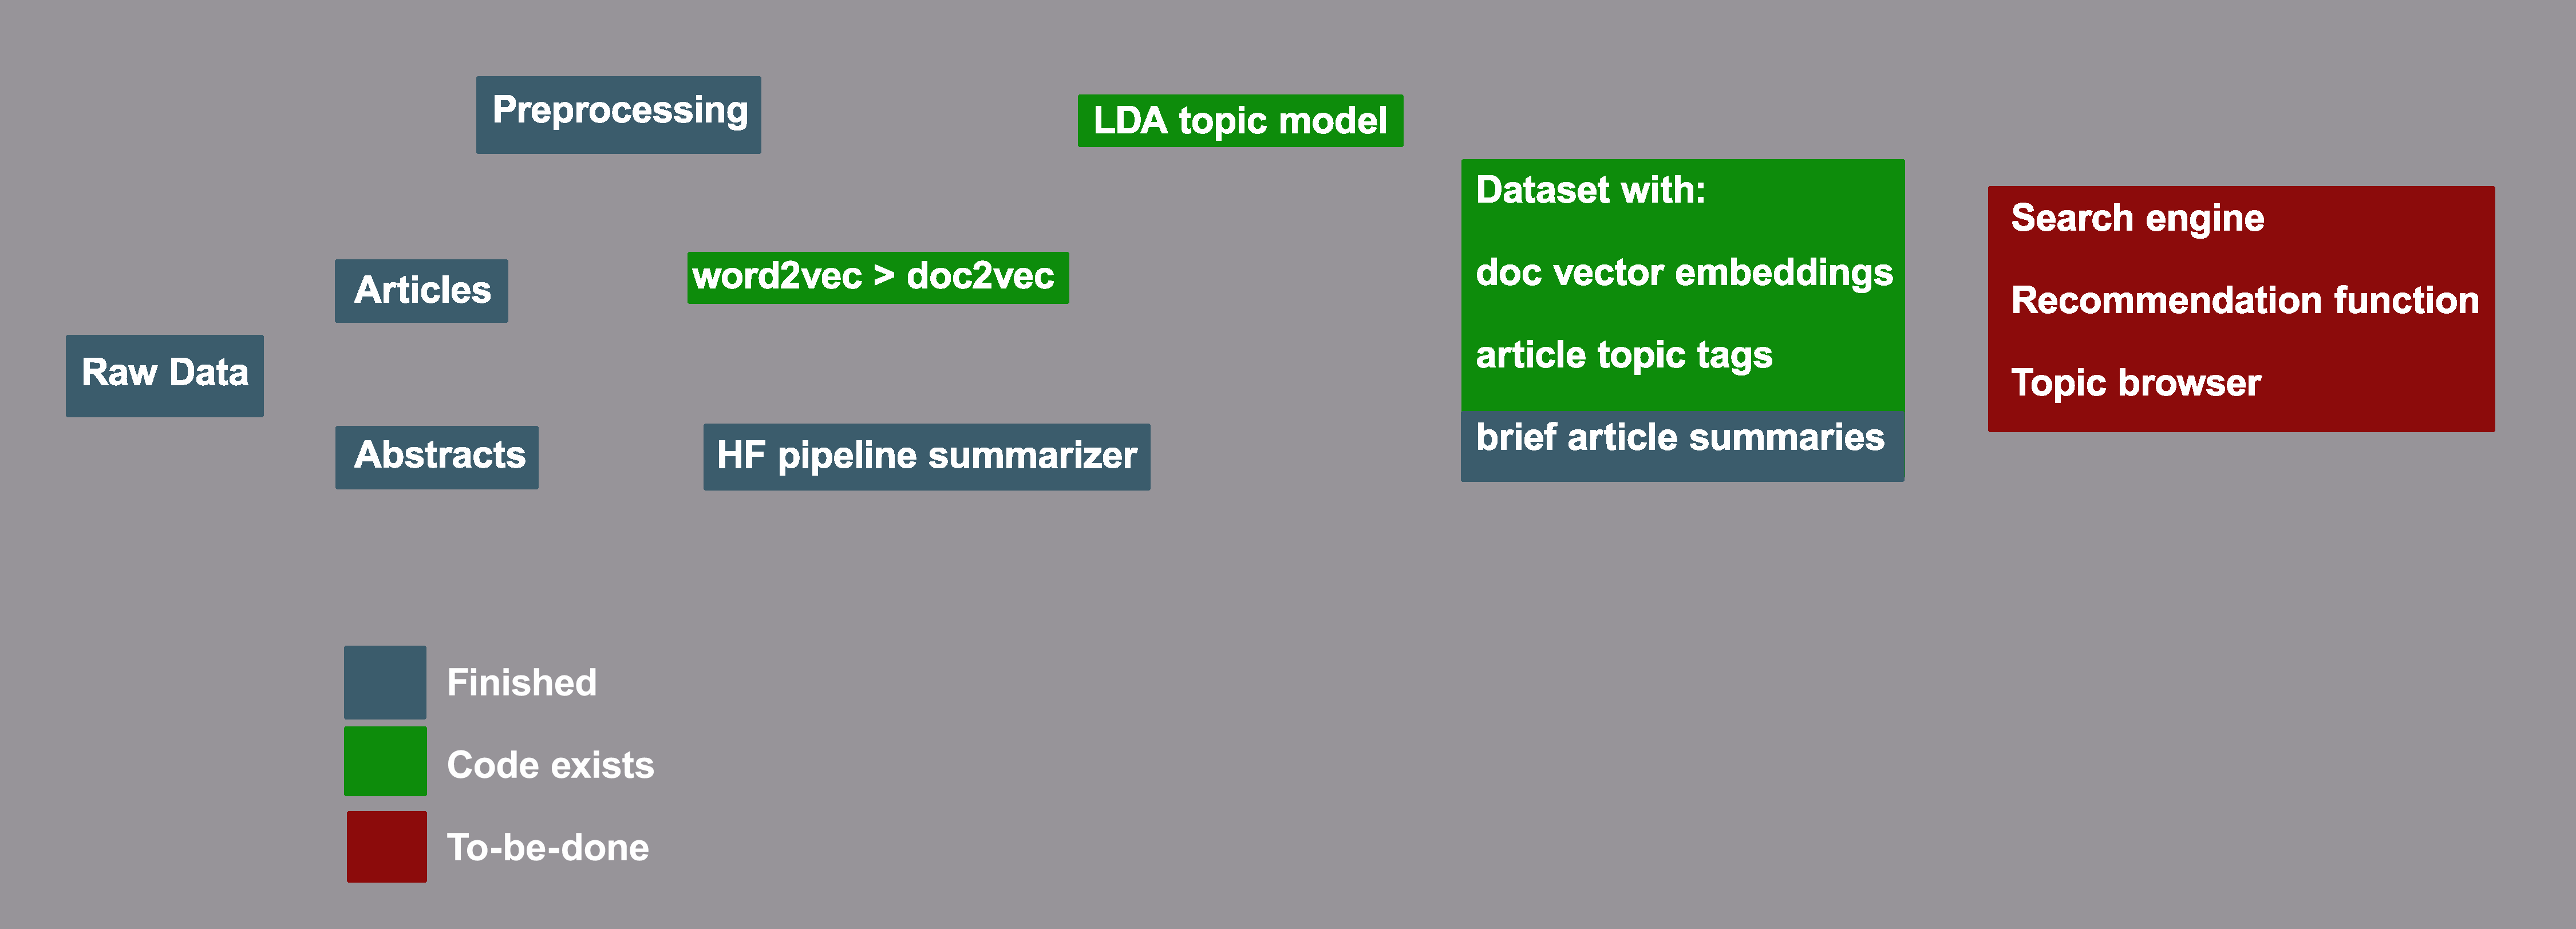 Preprocessing
LDA topic model
Articles
word2vec > doc2vec
Raw Data
Abstracts
HF pipeline summarizer
Dataset with:
doc vector embeddings
article topic tags
brief article summaries
Search engine
Recommendation function
Topic browser
Finished
Code exists
To-be-done